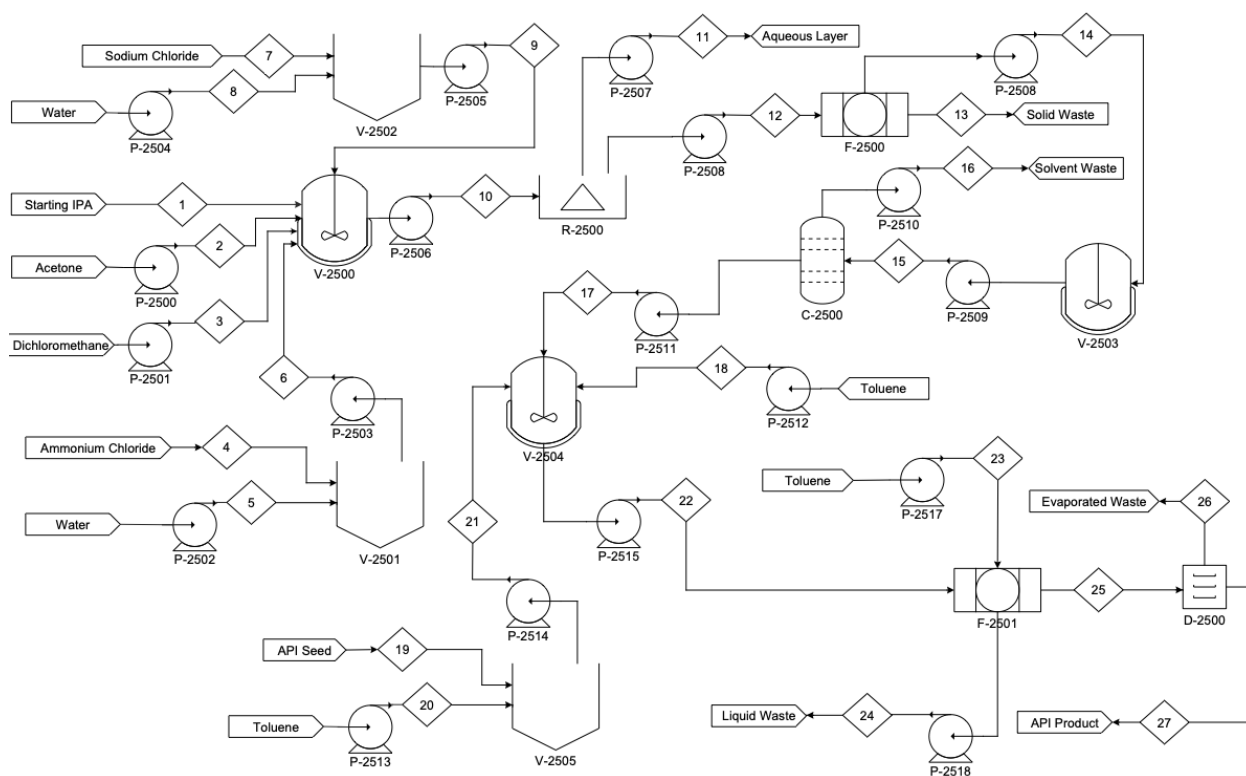 Sodium Chloride
7
9
P-2505
Water
8
P-2504
V-2502
11
Aqueous Layer
P-2507
14
P-2508
12
P-2508
F-2500
13
Solid Waste
16
Solvent Waste
P-2510
Starting IPA
1
V-2500
P-2506
10
R-2500
Acetone
2
P-2500
Dichloromethane
3
P-2501
6
P-2503
C-2500
15
P-2509
V-2503
17
P-2511
18
Toluene
P-2512
V-2504
Ammonium Chloride
4
Water
5
P-2502
V-2501
21
P-2514
22
P-2515
Toluene
23
P-2517
Evaporated Waste
26
F-2501
25
D-2500
API Seed
19
Toluene
20
P-2513
V-2505
Liquid Waste
24
P-2518
API Product
27